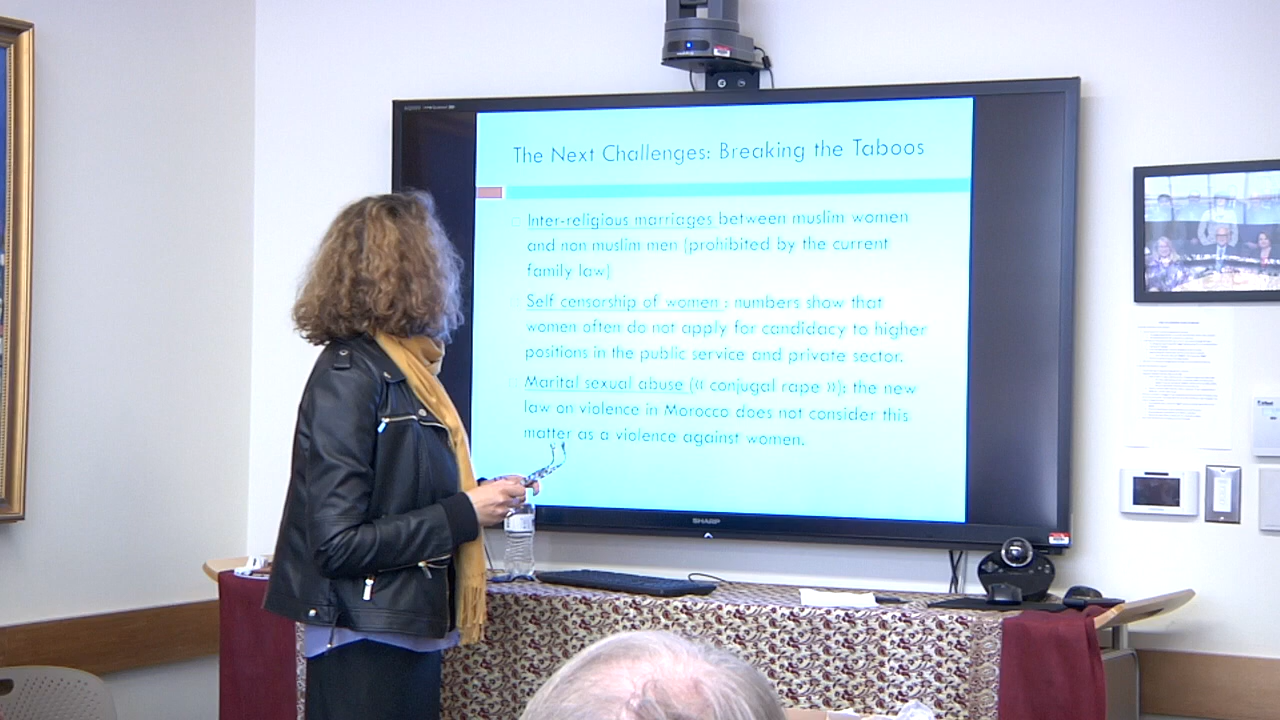 The Next Challenges: Breaking the Taboos
Inter-religious marriages between muslim women
and non muslim men (prohibited by the current
family law)
Self censorship of women : numbers show that
women often do not apply for candidacy to higher
positions in the public service and private sector.
Marital sexual abuse (« conjugal rape »): the new
law on violence in Morocco does not consider this
matter as a violence against women.
SHARP